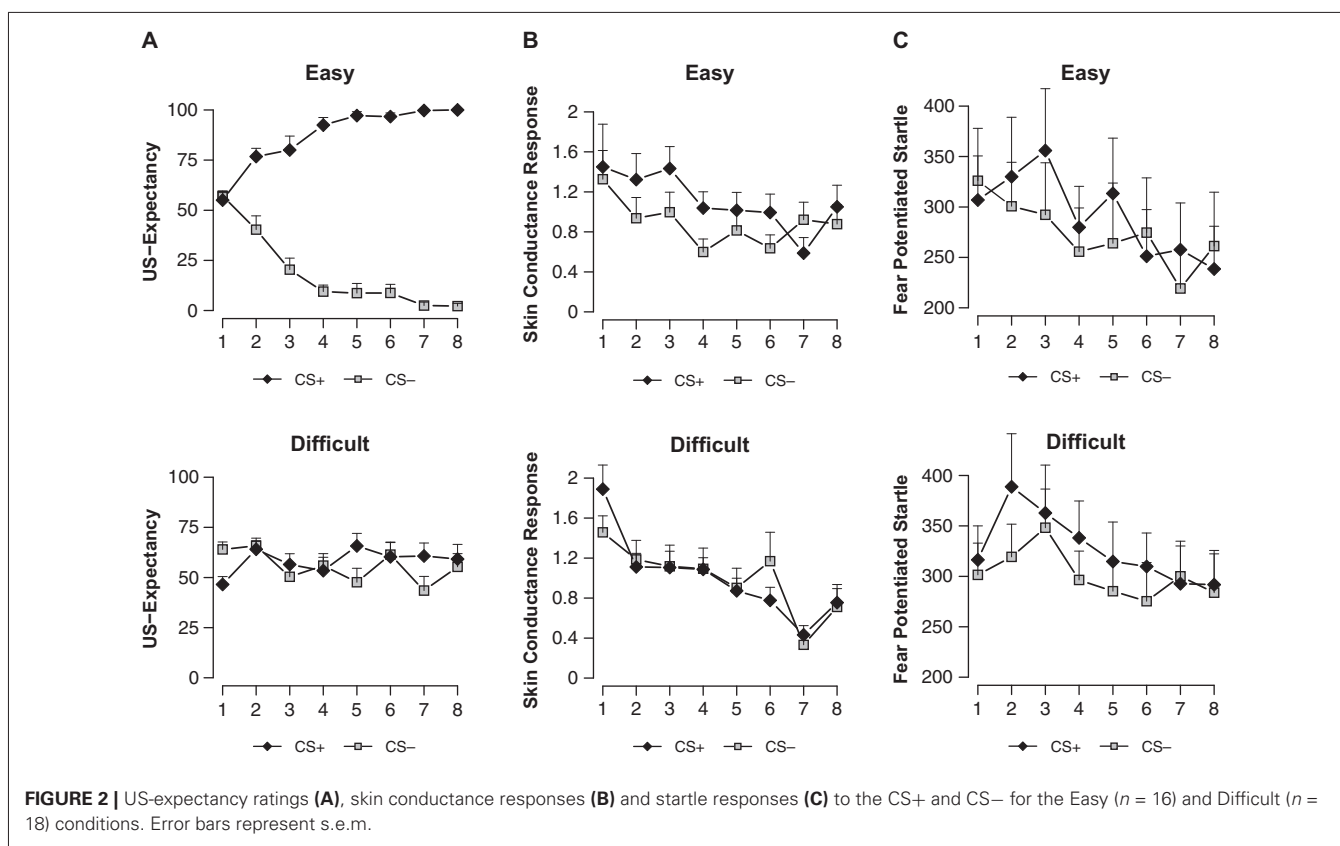 A
Easy
US−Expectancy
100
75
50
25
0
1 2 3 4 5 6 7 8
CS+ CS−
B
Easy
Skin Conductance Response
2
1.6
1.2
0.8
0.4
0
1 2 3 4 5 6 7 8
CS+ CS−
C
Easy
Fear Potentiated Startle
400
350
300
250
200
1 2 3 4 5 6 7 8
CS+ CS−
Difficult
US−Expectancy
100
75
50
25
0
1 2 3 4 5 6 7 8
CS+ CS−
Difficult
Skin Conductance Response
2
1.6
1.2
0.8
0.4
0
1 2 3 4 5 6 7 8
CS+ CS−
Difficult
Fear Potentiated Startle
400
350
300
250
200
1 2 3 4 5 6 7 8
CS+ CS−
FIGURE 2 | US-expectancy ratings (A), skin conductance responses (B) and startle responses (C) to the CS+ and CS− for the Easy (n = 16) and Difficult (n =
18) conditions. Error bars represent s.e.m.